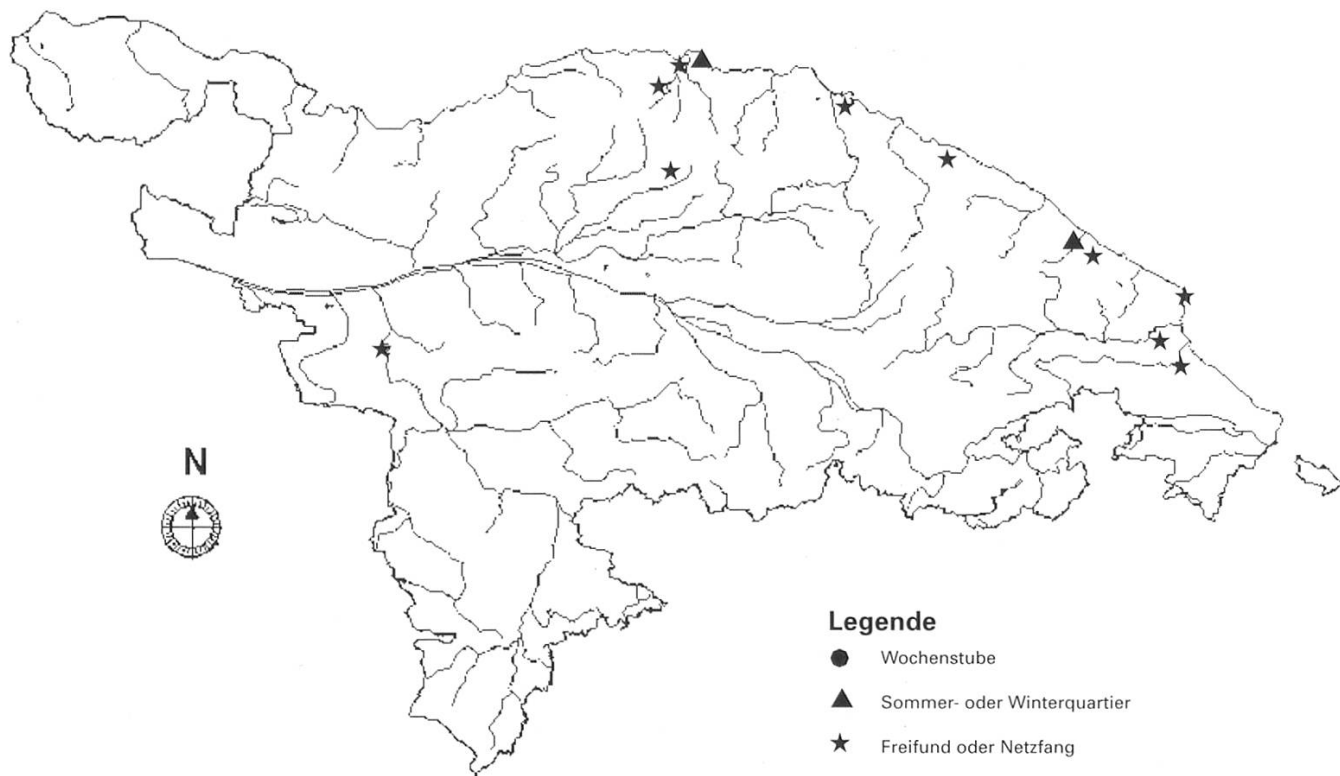 N
Legende
Wochenstube
Sommer- oder Winterquartier
Freifund oder Netzfang